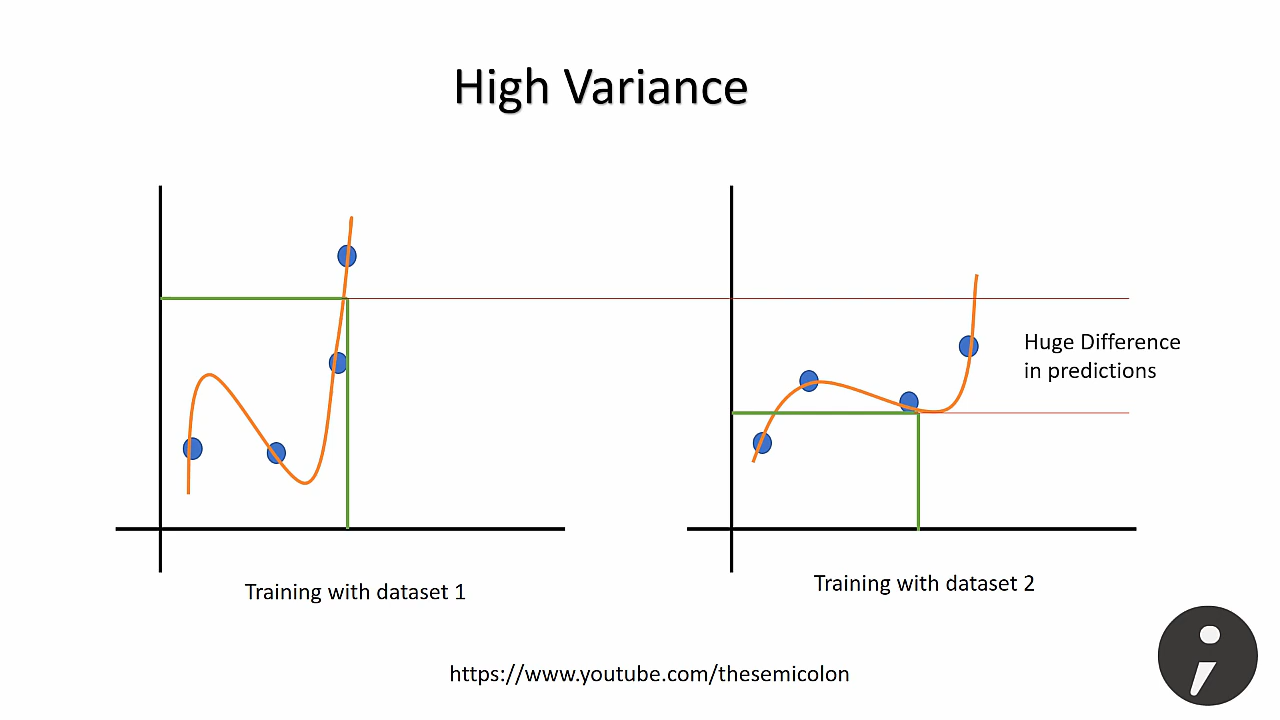 High Variance
Huge Difference
in predictions
Training with dataset 1
Training with dataset 2
https://www.youtube.com/thesemicolon